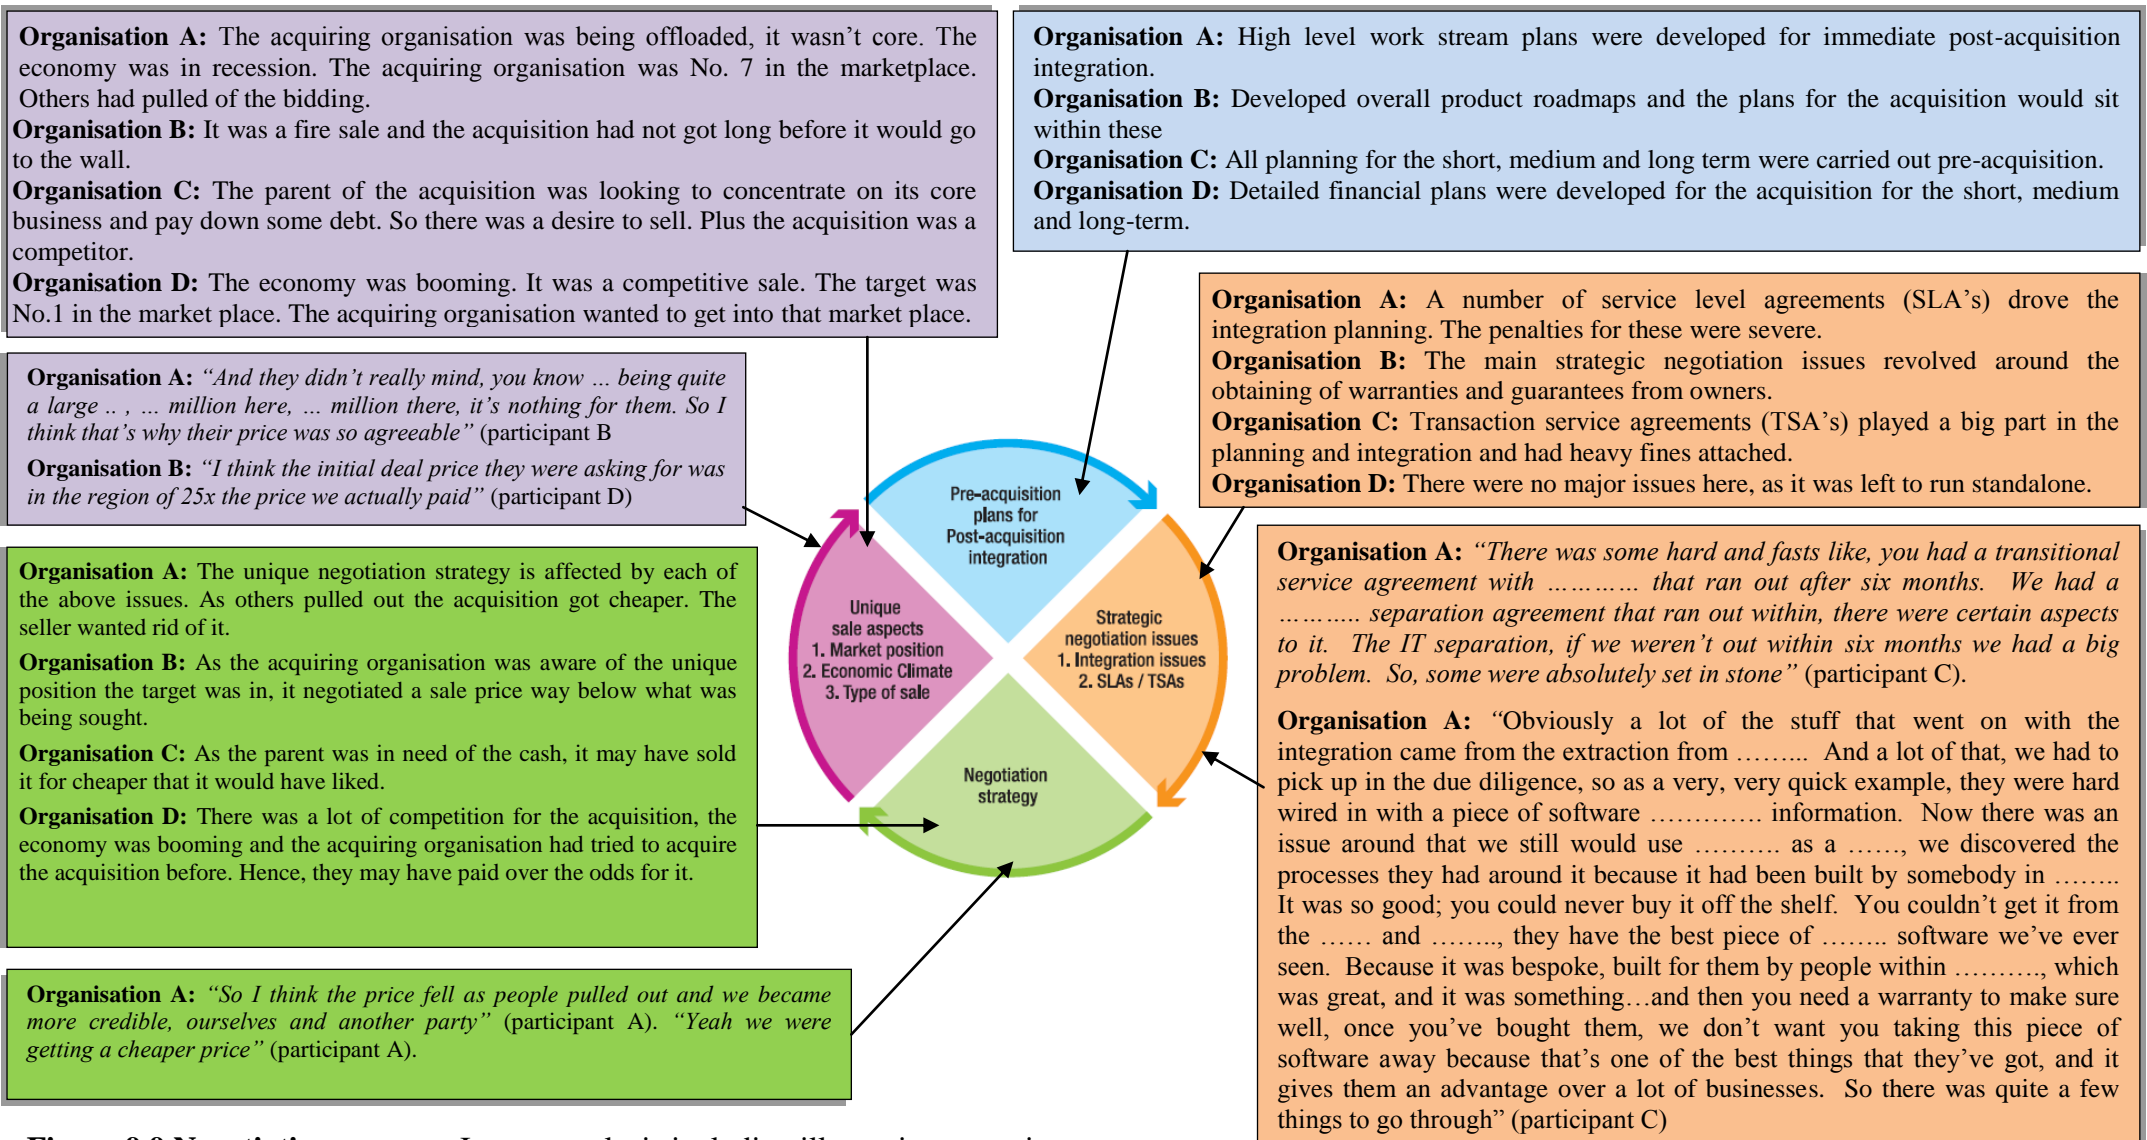 Organisation A: The acquiring organisation was being offloaded, it wasn't core. The
economy was in recession. The acquiring organisation was No. 7 in the marketplace.
Others had pulled of the bidding.
Organisation B: It was a fire sale and the acquisition had not got long before it would go
to the wall.
Organisation C: The parent of the acquisition was looking to concentrate on its core
business and pay down some debt. So there was a desire to sell. Plus the acquisition was a
competitor.
Organisation D: The economy was booming. It was a competitive sale. The target was
No.1 in the market place. The acquiring organisation wanted to get into that market place.
Organisation A: High level work stream plans were developed for immediate post-acquisition
integration.
Organisation B: Developed overall product roadmaps and the plans for the acquisition would sit
within these
Organisation C: All planning for the short, medium and long term were carried out pre-acquisition.
Organisation D: Detailed financial plans were developed for the acquisition for the short, medium
and long-term.
Organisation A: A number of service level agreements (SLA's) drove the
integration planning. The penalties for these were severe.
Organisation B: The main strategic negotiation issues revolved around the
obtaining of warranties and guarantees from owners.
Organisation C: Transaction service agreements (TSA's) played a big part in the
planning and integration and had heavy fines attached.
Organisation D: There were no major issues here, as it was left to run standalone.
Organisation A: "And they didn't really mind, you know … being quite
a large .. , … million here, … million there, it's nothing for them. So I
think that's why their price was so agreeable" (participant B
Organisation B: "I think the initial deal price they were asking for was
in the region of 25x the price we actually paid" (participant D)
Organisation A: The unique negotiation strategy is affected by each of
the above issues. As others pulled out the acquisition got cheaper. The
seller wanted rid of it.
Organisation B: As the acquiring organisation was aware of the unique
position the target was in, it negotiated a sale price way below what was
being sought.
Organisation C: As the parent was in need of the cash, it may have sold
it for cheaper that it would have liked.
Organisation D: There was a lot of competition for the acquisition, the
economy was booming and the acquiring organisation had tried to acquire
the acquisition before. Hence, they may have paid over the odds for it.
Organisation A: "So I think the price fell as people pulled out and we became
more credible, ourselves and another party" (participant A). "Yeah we were
getting a cheaper price" (participant A).
Pre-acquisition
plans for
Post-acquisition
integration
Unique
sale aspects
1. Market position
2. Economic Climate
3. Type of sale
Strategic
negotiation issues
1. Integration issues
2. SLAs / TSAs
Negotiation
strategy
Organisation A: "There was some hard and fasts like, you had a transitional
service agreement with ………… that ran out after six months. We had a
……….. separation agreement that ran out within, there were certain aspects
to it. The IT separation, if we weren't out within six months we had a big
problem. So, some were absolutely set in stone" (participant C).
Organisation A: "Obviously a lot of the stuff that went on with the
integration came from the extraction from ……... And a lot of that, we had to
pick up in the due diligence, so as a very, very quick example, they were hard
wired in with a piece of software …………. information. Now there was an
issue around that we still would use ………. as a ……, we discovered the
processes they had around it because it had been built by somebody in ……..
It was so good; you could never buy it off the shelf. You couldn't get it from
the …… and …….., they have the best piece of …….. software we've ever
seen. Because it was bespoke, built for them by people within ………., which
was great, and it was something…and then you need a warranty to make sure
well, once you've bought them, we don't want you taking this piece of
software away because that's one of the best things that they've got, and it
gives them an advantage over a lot of businesses. So there was quite a few
things to go through" (participant C)